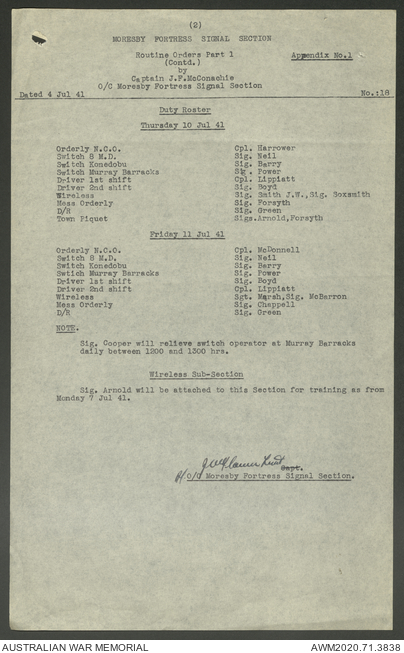 (2)
MORESBY FORTRESS SIGNAL SECTION
Routine Orders Part 1 Appendix No.1
(Contd.)
by
Captain J.F.McConachie
O/C Moresby Fortress Signal Section
Dated 4 Jul 41 No.:18
Duty Roster
Thursday 10 Jul 41
Orderly N.C.O. Cpl. Harrower
Switch 8 M.D. Sig. Neil
Switch Konedobu Sig. Barry
Switch Murray Barracks Sig. Power
Driver 1st shift Cpl. Lippiatt
Driver 2nd shift Sig. Boyd
Wireless Sig. Smith J.W.,Sig. Soxsmith
Mess Orderly Sig. Forsyth
D/R Sig. Green
Town Piquet Sigs.Arnold,Forsyth
Friday 11 Jul 41
Orderly N.C.O. Cpl. McDonnell
Switch 8 M.D. Sig. Neil
Switch Konedobu Sig. Barry
Swtich Murray Barracks Sig. Power
Driver 1st shift Sig. Boyd
Driver 2nd shift Cpl. Lippiatt
Wireless Sgt. Marsh,Sig. McBarron
Mess Orderly Sig. Chappell
D/R Sig. Green
NOTE.
Sig. Cooper will relieve switch operator at Murray Barracks
daily between 1200 and 1300 hrs.
Wireless Sub-Section
Sig. Arnold will be attached to this Section for training as from
Monday 7 Jul 41.
Lieut
Capt.
O/C Moresby Fortress Signal Section.
AUSTRALIAN WAR MEMORIAL AWM2020.71.3838